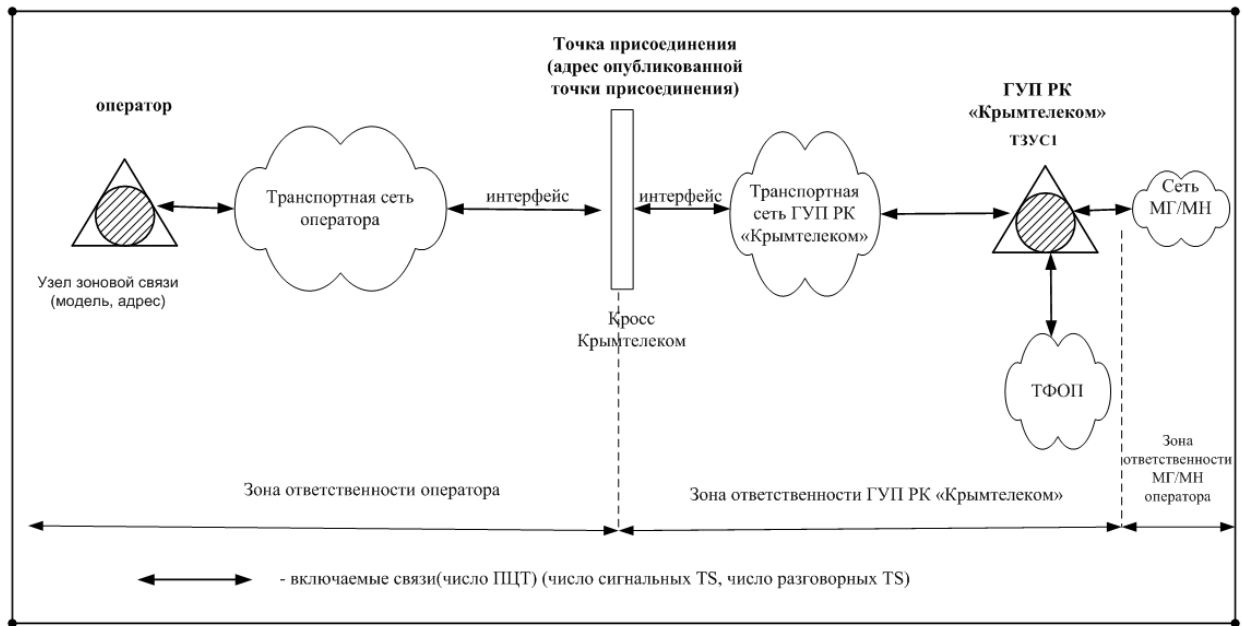 Точка присоединения
(адрес опубликованной
точки присоединения)
оператор
ГУП РК
«Крымтелеком»
ТЗУС1
Транспортная сеть
оператора
интерфейс
интерфейс
Транспортная
сеть ГУП РК
«Крымтелеком»
Сеть
МГ/МН
Узел зоновой связи
(модель, адрес)
Кросс
Крымтелеком
ТФОП
Зона ответственности оператора
Зона ответственности ГУП РК «Крымтелеком»
Зона
ответственности
МГ/МН
оператора
- включаемые связи(число ПЦТ) (число сигнальных TS, число разговорных TS)